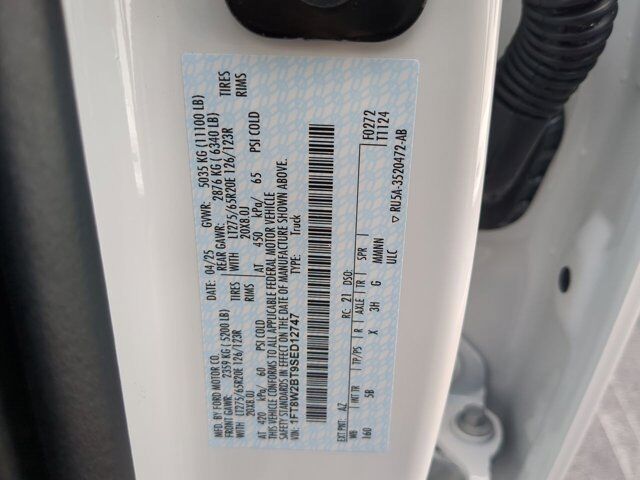 MFD. BY FORD MOTOR CO.
DATE: 04/25 GVWR: 5035 KG (11100 LB)
FRONT GAWR: 2359 KG (5200 LB) REAR GAWR: 2876 KG (6340 LB)
LT275/65R20E 126/123R WITH LT275/65R20E 126/123R TIRES
20X8.0J RIMS 20X8.0J RIMS
AT 420 kPa/ 60 PSI COLD AT 450 kPa/ 65 PSI COLD
THIS VEHICLE CONFORMS TO ALL APPLICABLE FEDERAL MOTOR VEHICLE
SAFETY STANDARDS IN EFFECT ON THE DATE OF MANUFACTURE SHOWN ABOVE.
VIN: 1FT8W2BT9SED12747 TYPE: Truck
F0272
T1124
EXT PNT: AZ RC: 21 DSO:
WB INT TR TP/PS R AXLE TR SPR
160 5B X 3H G MMMNN
ULC
▽ RU5A-3520472-AB